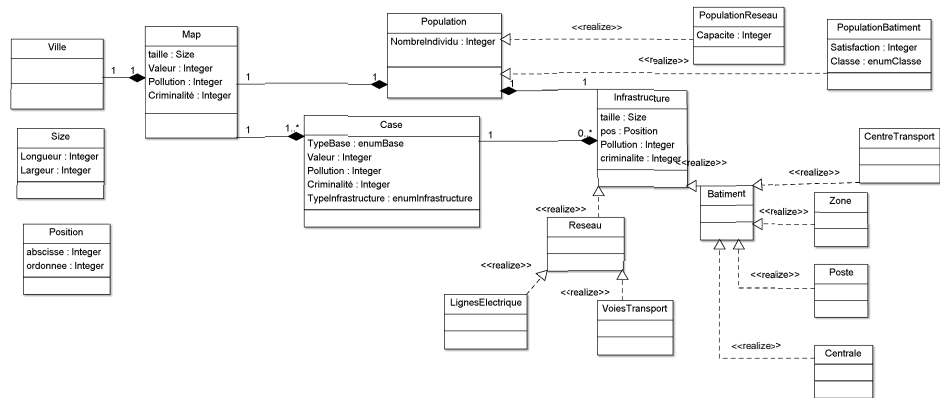 Ville
1
1
Map
taille : Size
Valeur : Integer
Pollution : Integer
Criminalité : Integer
1
1
Population
NombreIndividu : Integer
<<realize>>
PopulationReseau
Capacite : Integer
<<realize>>
PopulationBatiment
Satisfaction : Integer
Classe : enumClasse
1
1
Size
Longueur : Integer
Largeur : Integer
1
1..*
Case
TypeBase : enumBase
Valeur : Integer
Pollution : Integer
Criminalité : Integer
TypeInfrastructure : enumInfrastructure
1
0..*
Infrastructure
taille : Size
pos : Position
Pollution : Integer
criminalite : Integer
<<realize>>
CentreTransport
Position
abscisse : Integer
ordonnee : Integer
<<realize>>
Reseau
Batiment
<<realize>>
Zone
<<realize>>
<<realize>>
LignesElectrique
VoiesTransport
<<realize>>
Poste
<<realize>>
Centrale